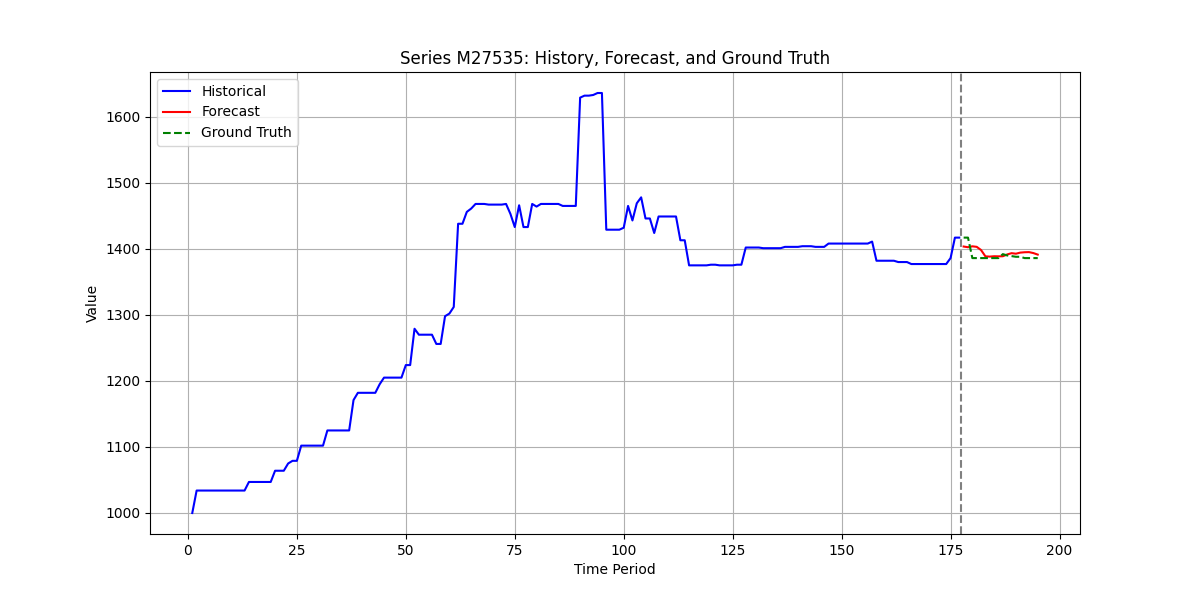 Series M27535: History, Forecast, and Ground Truth
Historical
Forecast
Ground Truth
1600
1500
1400
1300
1200
1100
1000
Value
0 25 50 75 100 125 150 175 200
Time Period